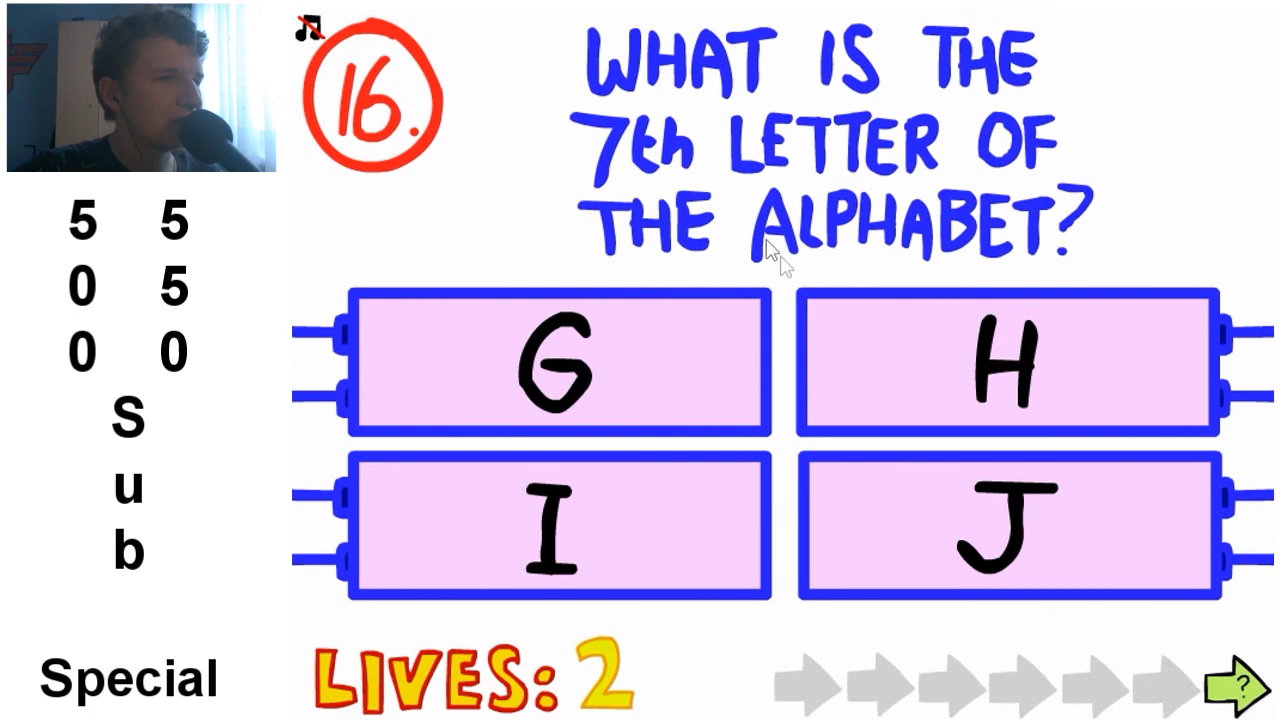 5 5
0 5
0 0
S
u
b
Special
16.
WHAT IS THE
7th LETTER OF
THE ALPHABET?
G
H
I
J
LIVES: 2
?